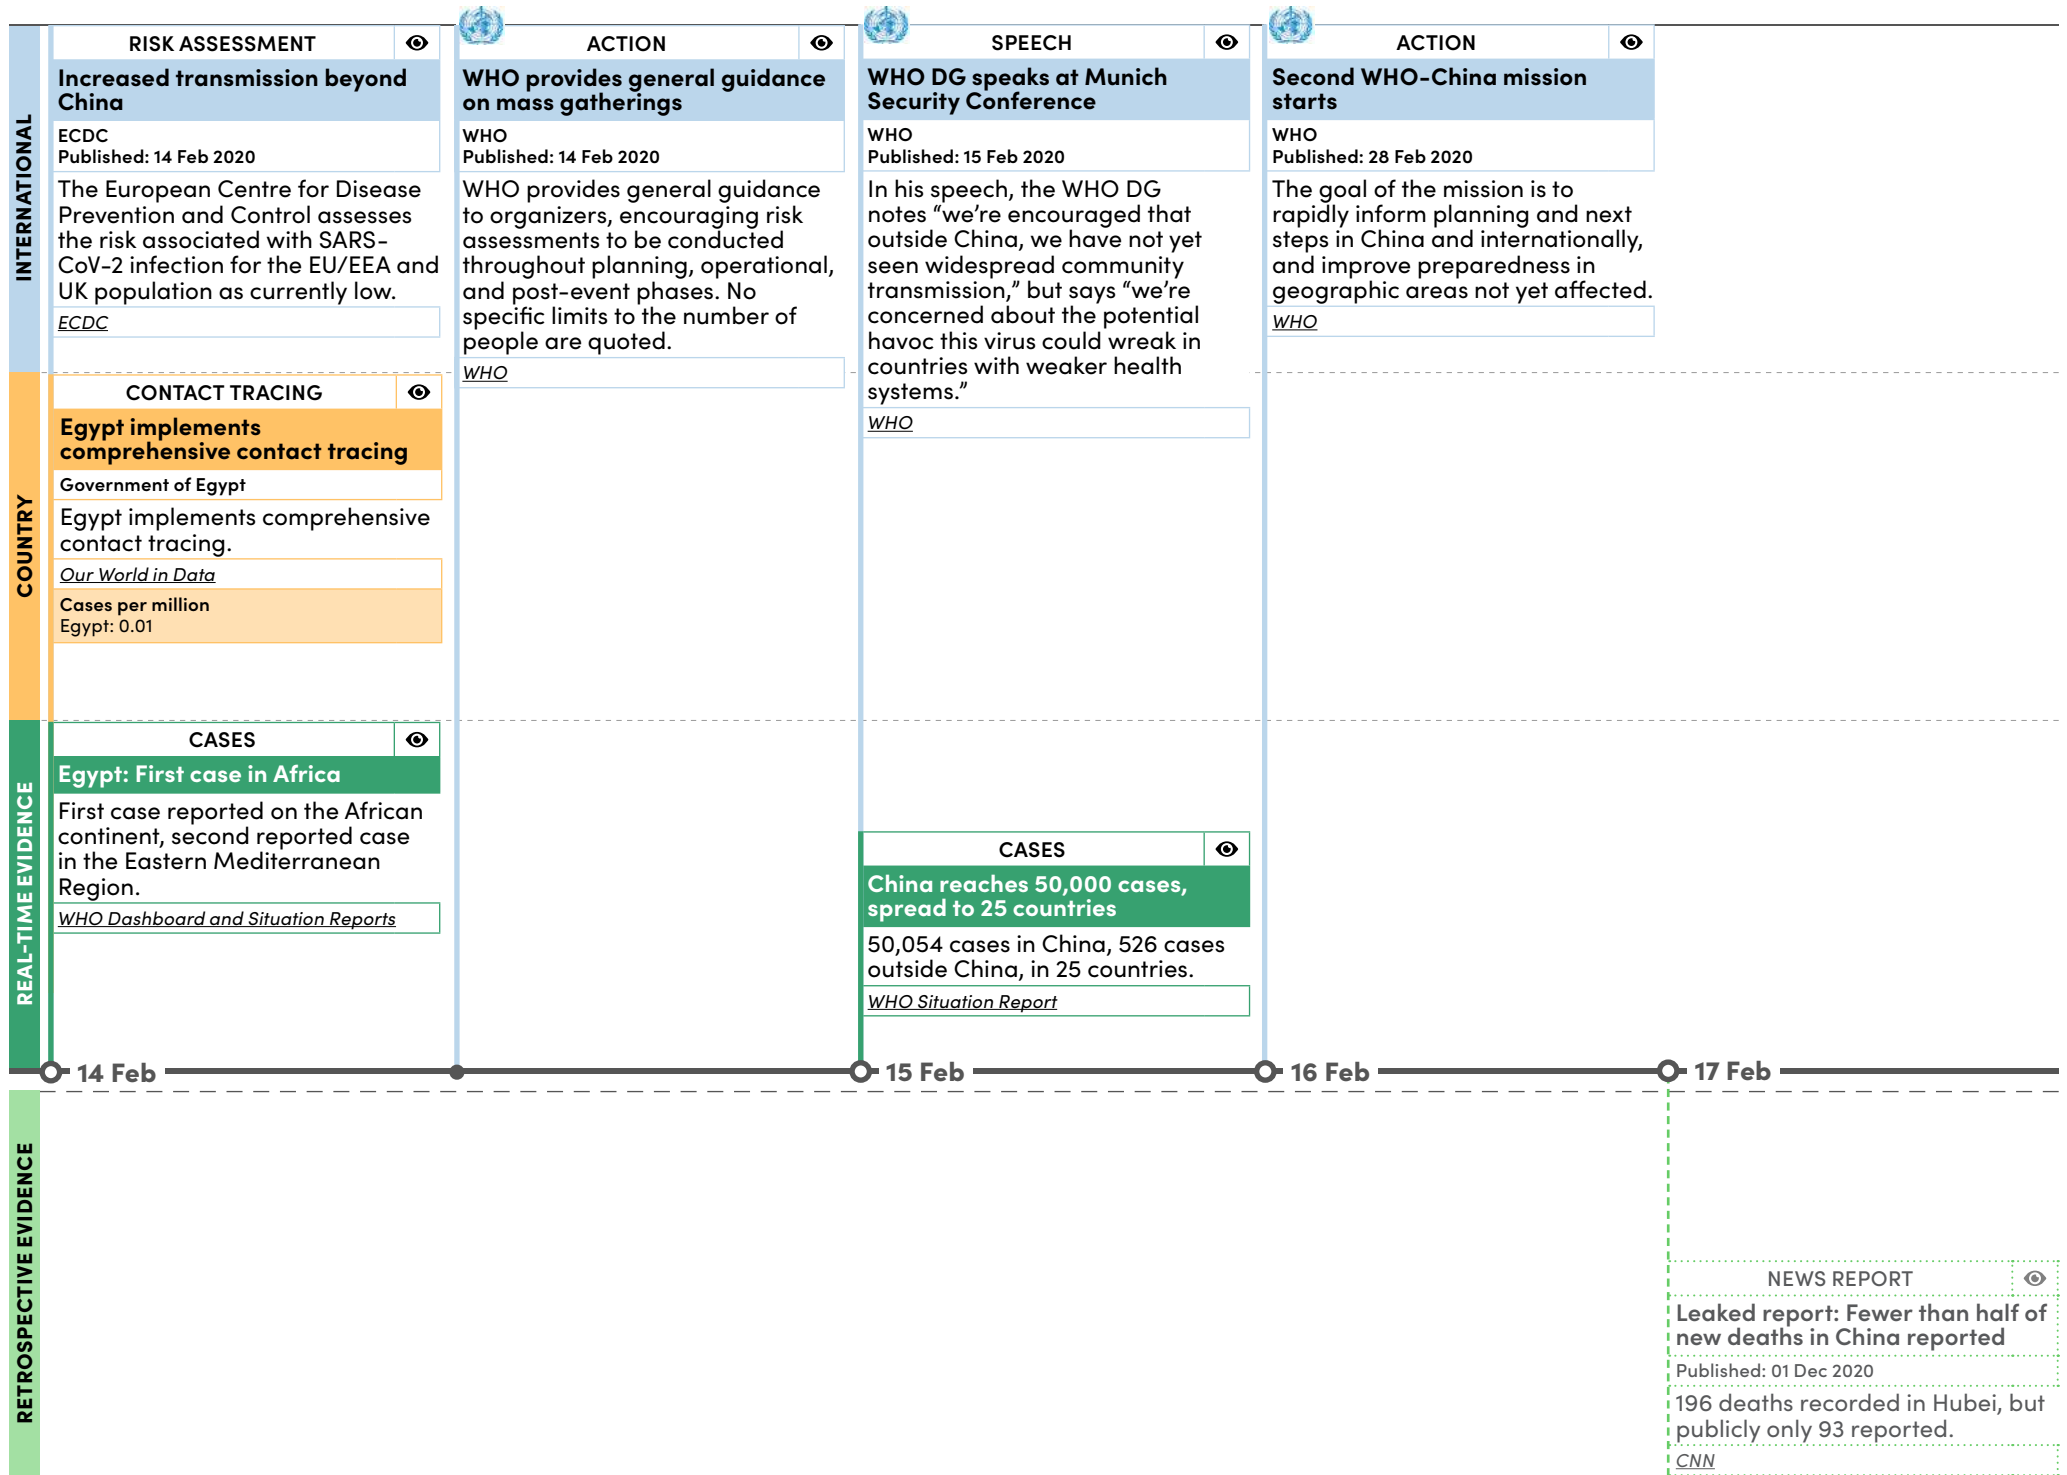 INTERNATIONAL
RISK ASSESSMENT
Increased transmission beyond
China
ECDC
Published: 14 Feb 2020
The European Centre for Disease
Prevention and Control assesses
the risk associated with SARS-
CoV-2 infection for the EU/EEA and
UK population as currently low.
ECDC
ACTION
WHO provides general guidance
on mass gatherings
WHO
Published: 14 Feb 2020
WHO provides general guidance
to organizers, encouraging risk
assessments to be conducted
throughout planning, operational,
and post-event phases. No
specific limits to the number of
people are quoted.
WHO
SPEECH
WHO DG speaks at Munich
Security Conference
WHO
Published: 15 Feb 2020
In his speech, the WHO DG
notes “we’re encouraged that
outside China, we have not yet
seen widespread community
transmission,” but says “we’re
concerned about the potential
havoc this virus could wreak in
countries with weaker health
systems.”
WHO
ACTION
Second WHO-China mission
starts
WHO
Published: 28 Feb 2020
The goal of the mission is to
rapidly inform planning and next
steps in China and internationally,
and improve preparedness in
geographic areas not yet affected.
WHO
COUNTRY
CONTACT TRACING
Egypt implements
comprehensive contact tracing
Government of Egypt
Egypt implements comprehensive
contact tracing.
Our World in Data
Cases per million
Egypt: 0.01
REAL-TIME EVIDENCE
CASES
Egypt: First case in Africa
First case reported on the African
continent, second reported case
in the Eastern Mediterranean
Region.
WHO Dashboard and Situation Reports
CASES
China reaches 50,000 cases,
spread to 25 countries
50,054 cases in China, 526 cases
outside China, in 25 countries.
WHO Situation Report
14 Feb
15 Feb
16 Feb
17 Feb
RETROSPECTIVE EVIDENCE
NEWS REPORT
Leaked report: Fewer than half of
new deaths in China reported
Published: 01 Dec 2020
196 deaths recorded in Hubei, but
publicly only 93 reported.
CNN